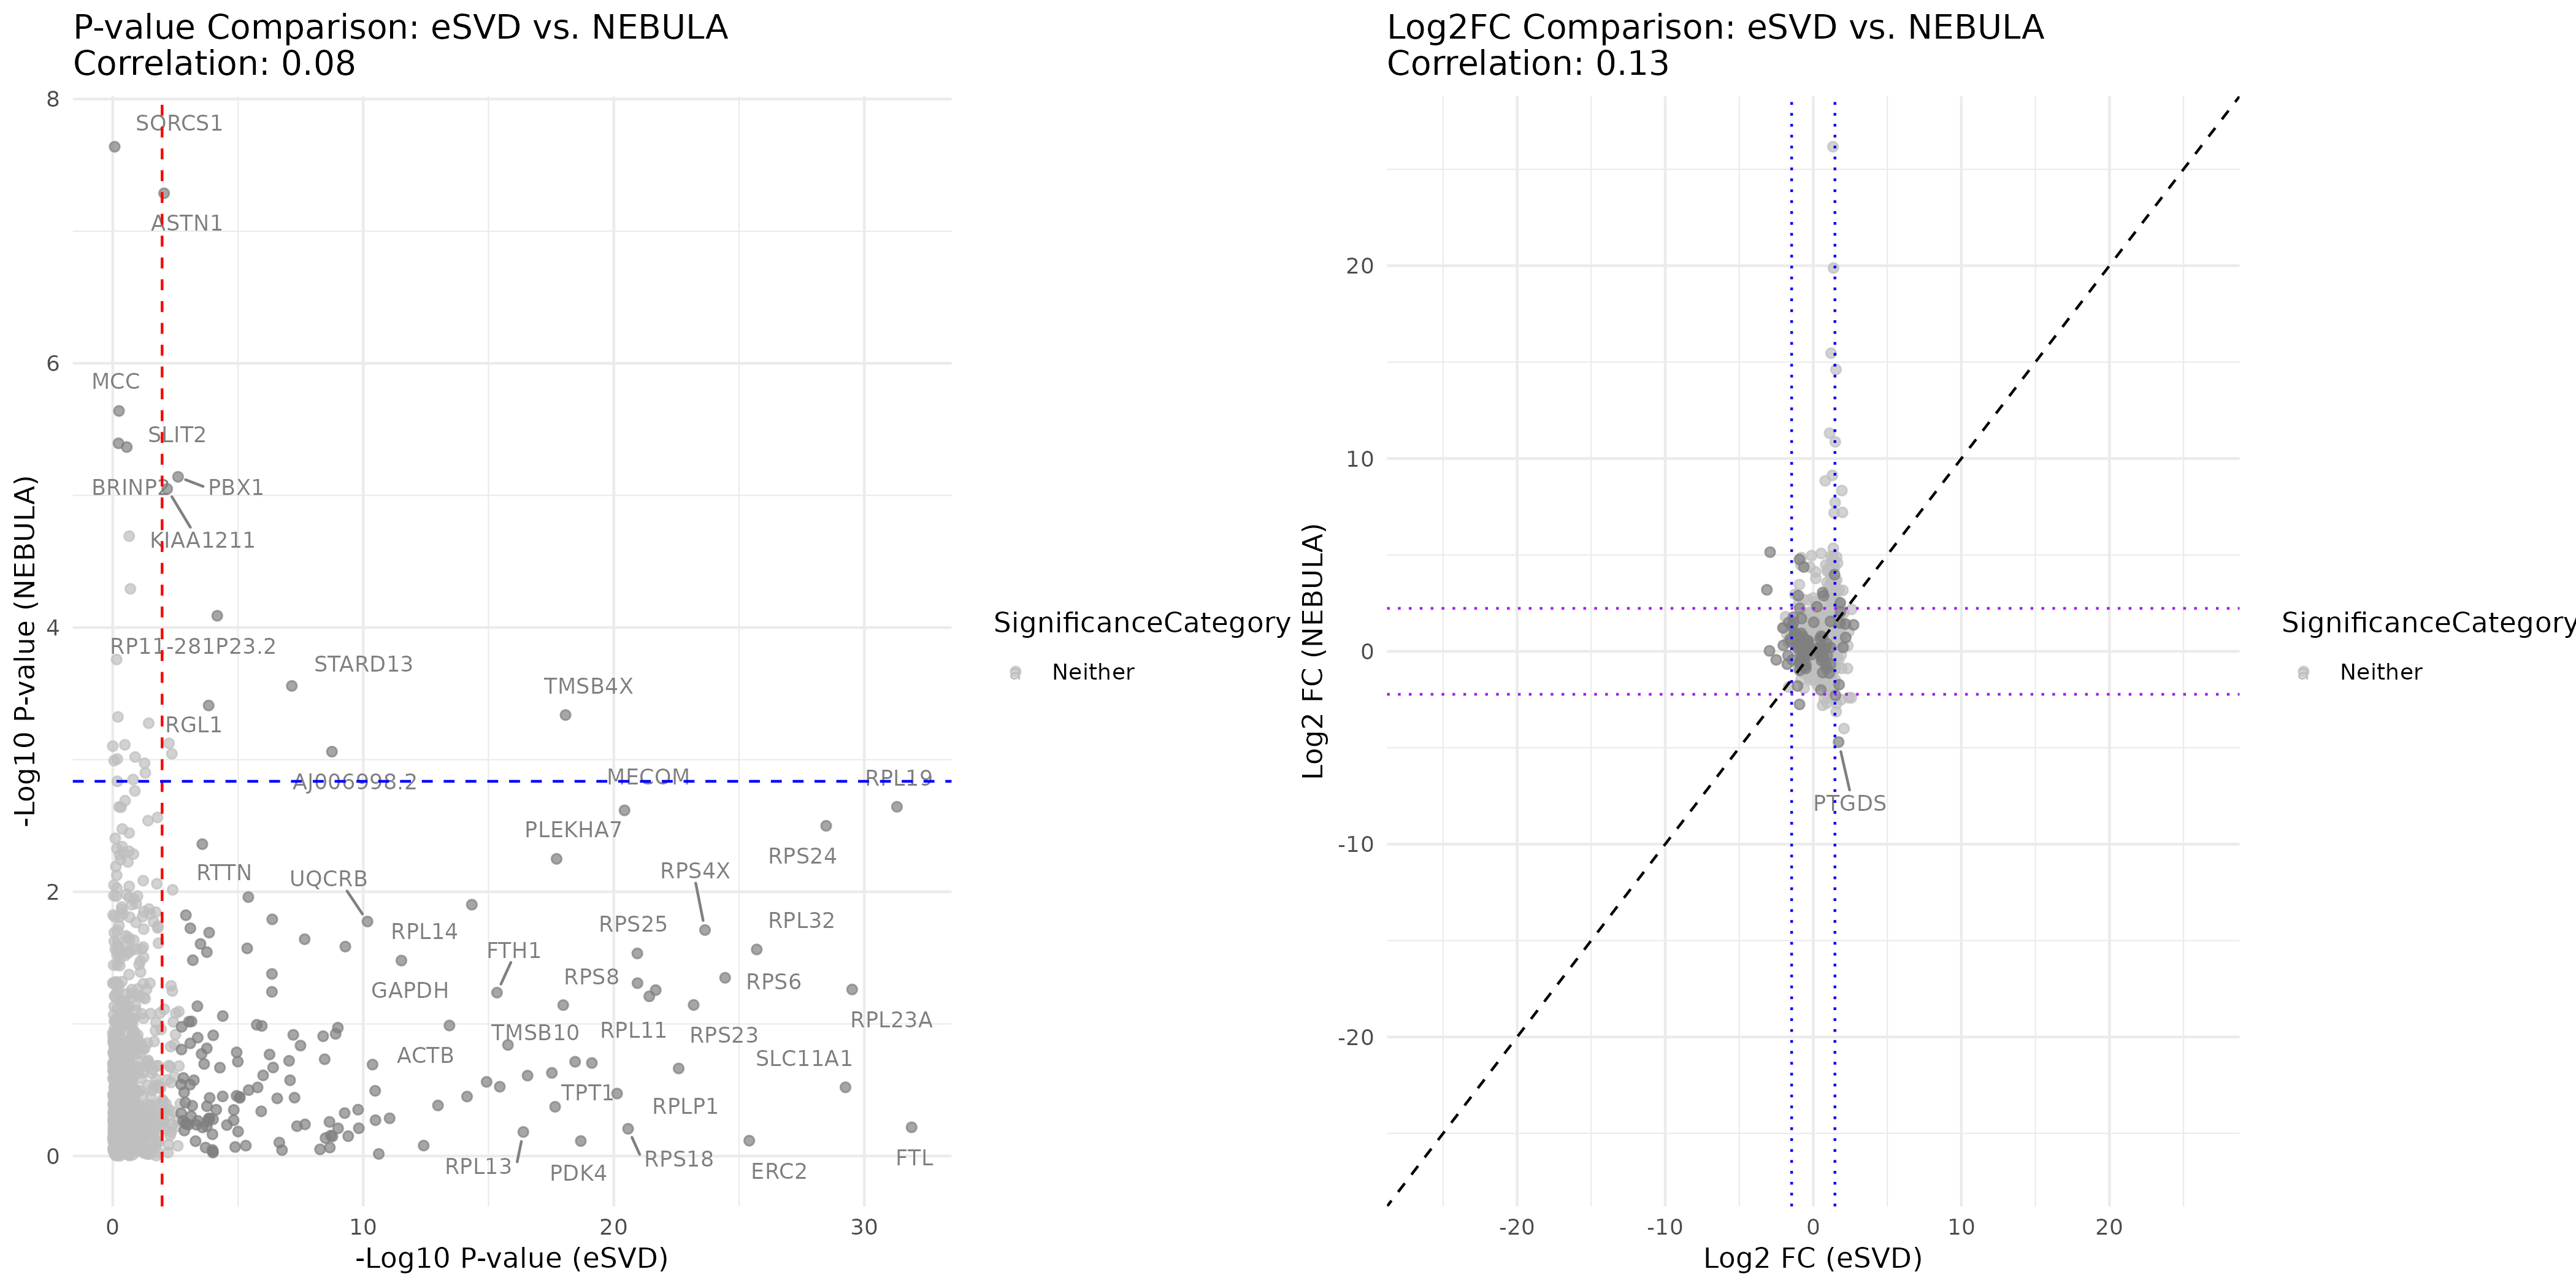 P-value Comparison: eSVD vs. NEBULA
Correlation: 0.08
8
6
4
2
0
-Log10 P-value (NEBULA)
SORCS1
ASTN1
MCC
SLIT2
BRINP2
PBX1
KIAA1211
RP11-281P23.2
STARD13
RGL1
TMSB4X
AJ006998.2
MECOM
RPL19
PLEKHA7
RPS24
RTTN
UQCRB
RPS4X
RPL14
RPS25
RPL32
FTH1
RPS8
RPS6
GAPDH
RPL23A
TMSB10
RPL11
RPS23
ACTB
SLC11A1
TPT1
RPLP1
RPL13
PDK4
RPS18
ERC2
FTL
0
10
20
30
-Log10 P-value (eSVD)
SignificanceCategory
Neither
Log2FC Comparison: eSVD vs. NEBULA
Correlation: 0.13
20
10
0
-10
-20
Log2 FC (NEBULA)
PTGDS
-20
-10
0
10
20
Log2 FC (eSVD)
SignificanceCategory
Neither